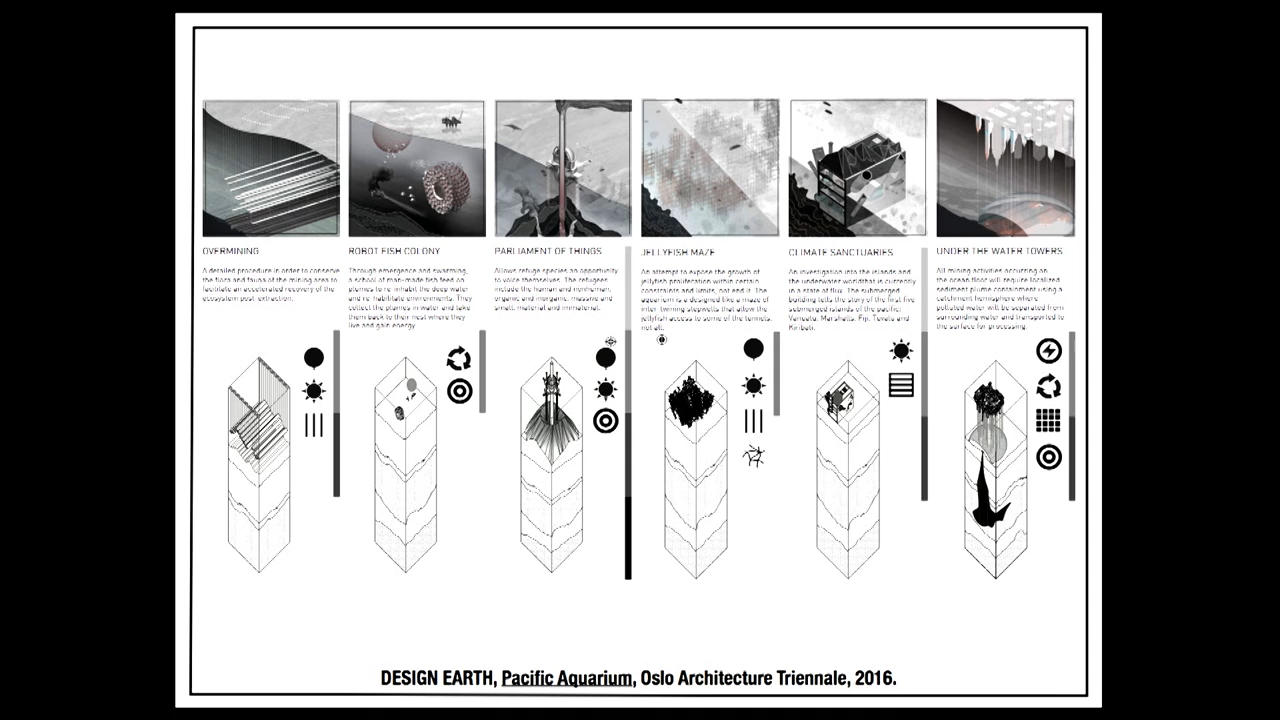 OVERMINING
A detailed procedure in order to conserve
the flora and fauna of the mining area to
facilitate an accelerated recovery of the
ecosystem post-extraction.
ROBOT FISH COLONY
Through emergence and swarming,
a school of man-made fish feed on
plumes to re inhabit the deep water
and re-habilitate environments. They
collect the plumes in water and take
them back to their nest where they
live and gain energy
PARLIAMENT OF THINGS
Allows refuge species an opportunity
to voice themselves. The refugees
include the human and nonhuman,
organic and inorganic, massive and
small, material and immaterial.
JELLYFISH MAZE
An attempt to expose the growth of
jellyfish proliferation within certain
constraints and limits, not end it. The
aquarium is a designed like a maze of
inter twining stepwells that allow the
jellyfish access to some of the tunnels,
not all.
CLIMATE SANCTUARIES
An investigation into the islands and
the underwater world that is currently
in a state of flux. The submerged
building tells the story of the first five
submerged islands of the pacific:
Vanuatu, Marshalls, Fiji, Tuvalu and
Kiribati.
UNDER THE WATER TOWERS
All mining activities occurring on
the ocean floor will require localized
sediment plume containment using a
catchment hemisphere where
polluted water will be separated from
surrounding water and transported to
the surface for processing.
DESIGN EARTH, Pacific Aquarium, Oslo Architecture Triennale, 2016.